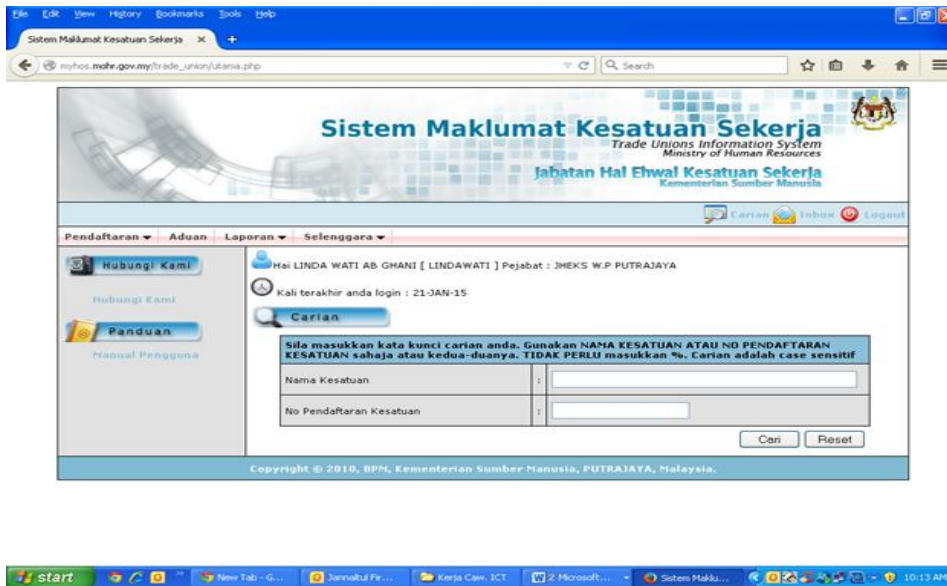 File Edit View History Bookmarks Tools Help
Sistem Maklumat Kesatuan Sekerja × +
myhos.mohr.gov.my/trade_union/utama.php Search
Sistem Maklumat Kesatuan Sekerja
Trade Unions Information System
Ministry of Human Resources
Jabatan Hal Ehwal Kesatuan Sekerja
Kementerian Sumber Manusia
Carian Inbox Logout
Pendaftaran Aduan Laporan Selenggara
Hubungi Kami
Hubungi Kami
Panduan
Manual Pengguna
Hai LINDA WATI AB GHANI [ LINDAWATI ] Pejabat : JHEKS W.P PUTRAJAYA
Kali terakhir anda login : 21-JAN-15
Carian
Sila masukkan kata kunci carian anda. Gunakan NAMA KESATUAN ATAU NO PENDAFTARAN
KESATUAN sahaja atau kedua-duanya. TIDAK PERLU masukkan %. Carian adalah case sensitif
Nama Kesatuan :
No Pendaftaran Kesatuan :
Cari Reset
Copyright © 2010, BPM, Kementerian Sumber Manusia, PUTRAJAYA, Malaysia.
start New Tab - G... Jannatul Fir... Kerja Caw. ICT 2 Microsoft... Sistem Maklu... 10:13 AM